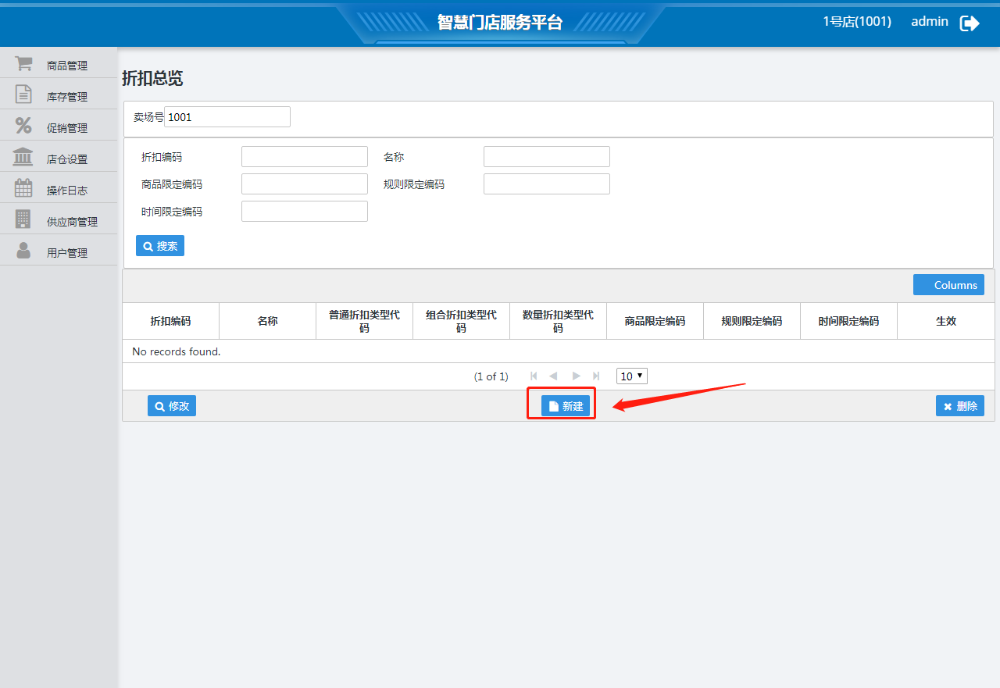 智慧门店服务平台
1号店(1001) admin
商品管理
库存管理
促销管理
店仓设置
操作日志
供应商管理
用户管理
折扣总览
卖场号 1001
折扣编码 名称
商品限定编码 规则限定编码
时间限定编码
搜索
Columns
折扣编码 名称 普通折扣类型代码 组合折扣类型代码 数量折扣类型代码 商品限定编码 规则限定编码 时间限定编码 生效
No records found.
(1 of 1) 10
修改 新建 删除